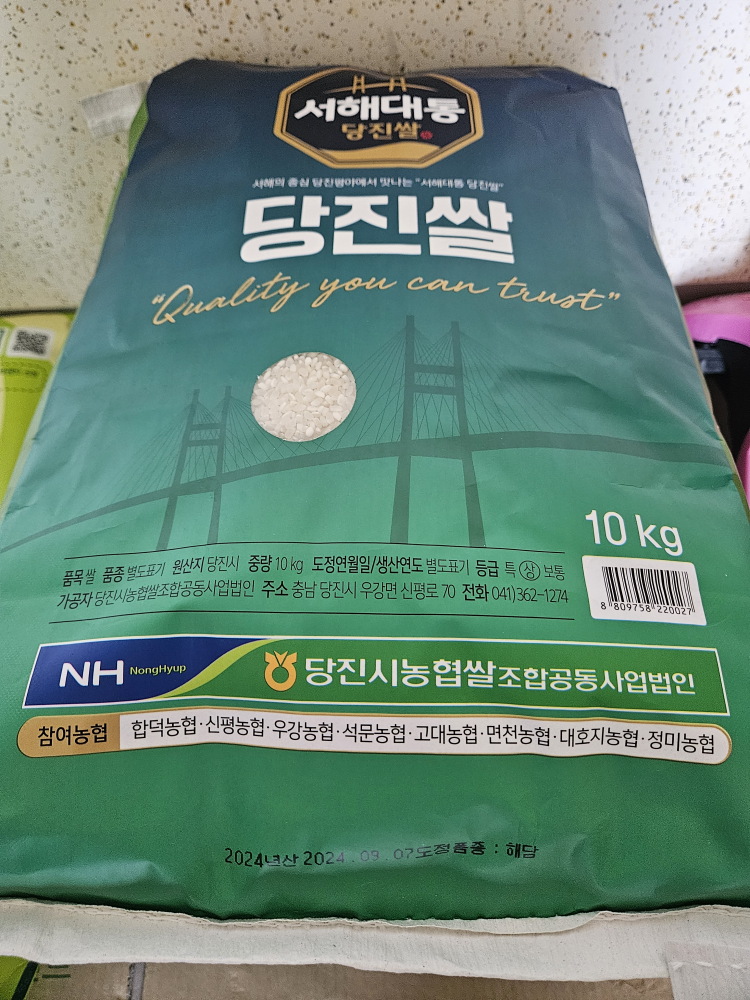 서해대통
당진쌀
서해의 중심 당진평야에서 맛나는 "서해대통 당진쌀"
당진쌀
"Quality you can trust"
10 kg
품목 쌀 품종 별도표기 원산지 당진시 중량 10 kg 도정연월일/생산연도 별도표기 등급 특 상 보통
가공자 당진시농협쌀조합공동사업법인 주소 충남 당진시 우강면 신평로 70 전화 041)362-1274
8 809758 220027
NH NongHyup 당진시농협쌀조합공동사업법인
참여농협 합덕농협·신평농협·우강농협·석문농협·고대농협·면천농협·대호지농협·정미농협
2024년산 2024.09.07도정품종 : 해담